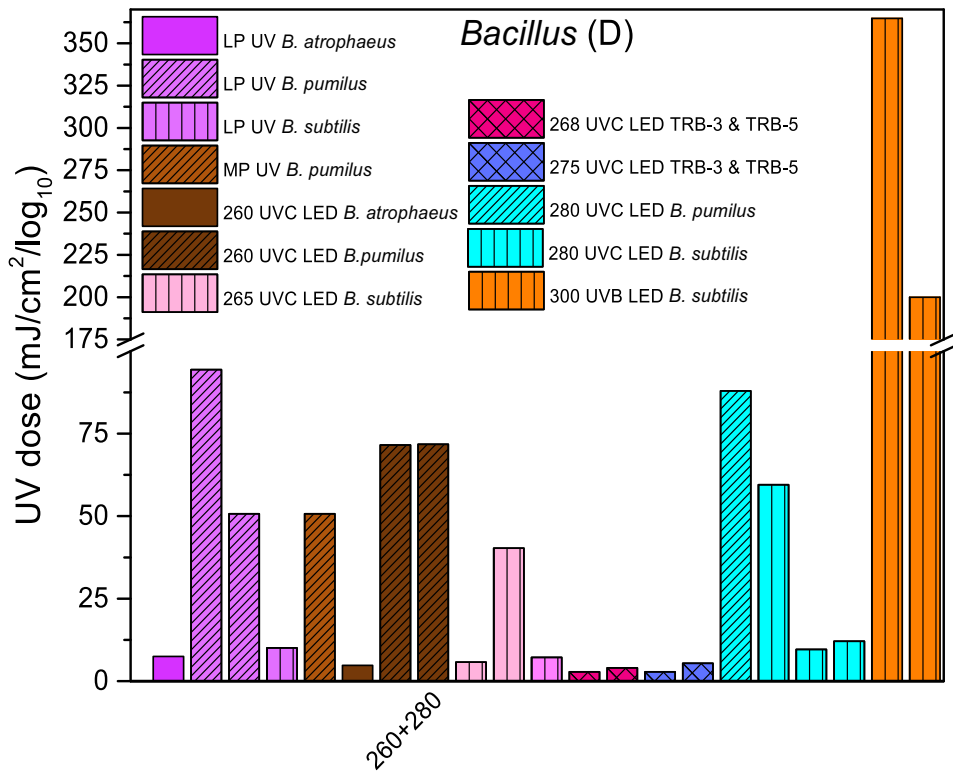 Bacillus (D)
LP UV B. atrophaeus
LP UV B. pumilus
LP UV B. subtilis
MP UV B. pumilus
260 UVC LED B. atrophaeus
260 UVC LED B.pumilus
265 UVC LED B. subtilis
268 UVC LED TRB-3 & TRB-5
275 UVC LED TRB-3 & TRB-5
280 UVC LED B. pumilus
280 UVC LED B. subtilis
300 UVB LED B. subtilis
UV dose (mJ/cm²/log₁₀)
350
325
300
275
250
225
200
175
75
50
25
0
260+280